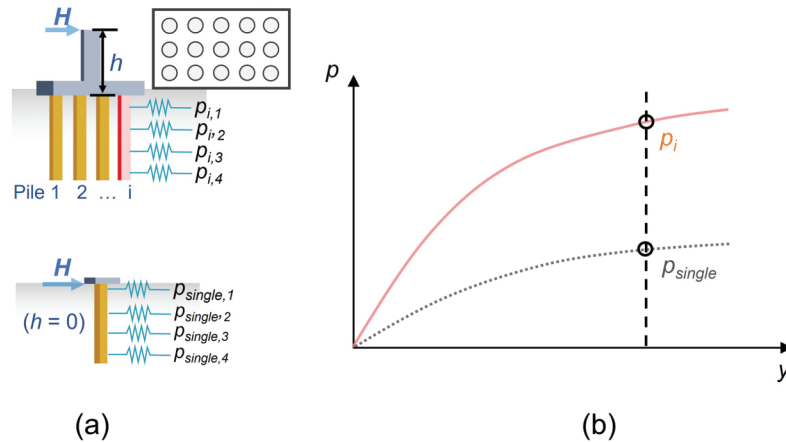 H
h
p_i,1
p_i,2
p_i,3
p_i,4
Pile 1 2 ... i
H
(h = 0)
p_single,1
p_single,2
p_single,3
p_single,4
(a)
p
p_i
p_single
y
(b)